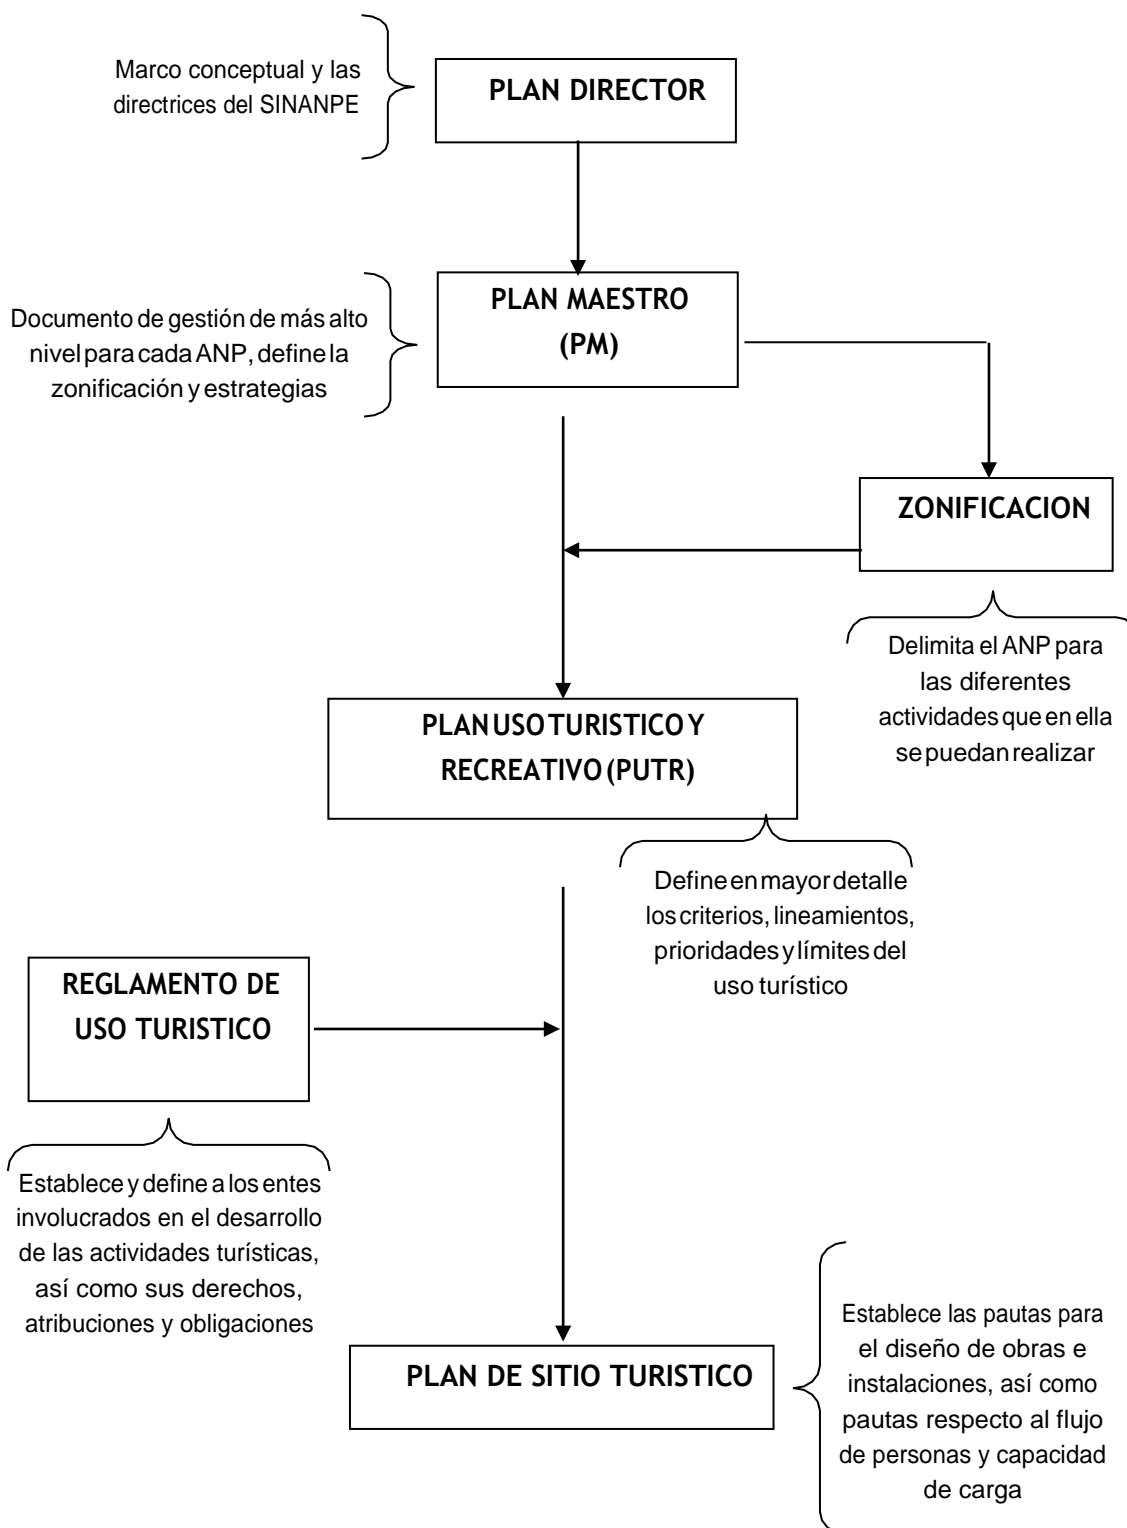 Marco conceptual y las
directrices del SINANPE
PLAN DIRECTOR
PLAN MAESTRO
(PM)
Documento de gestión de más alto
nivel para cada ANP, define la
zonificación y estrategias
ZONIFICACION
Delimita el ANP para
las diferentes
actividades que en ella
se puedan realizar
PLAN USO TURISTICO Y
RECREATIVO (PUTR)
Define en mayor detalle
los criterios, lineamientos,
prioridades y límites del
uso turístico
REGLAMENTO DE
USO TURISTICO
Establece y define a los entes
involucrados en el desarrollo
de las actividades turísticas,
así como sus derechos,
atribuciones y obligaciones
PLAN DE SITIO TURISTICO
Establece las pautas para
el diseño de obras e
instalaciones, así como
pautas respecto al flujo
de personas y capacidad
de carga